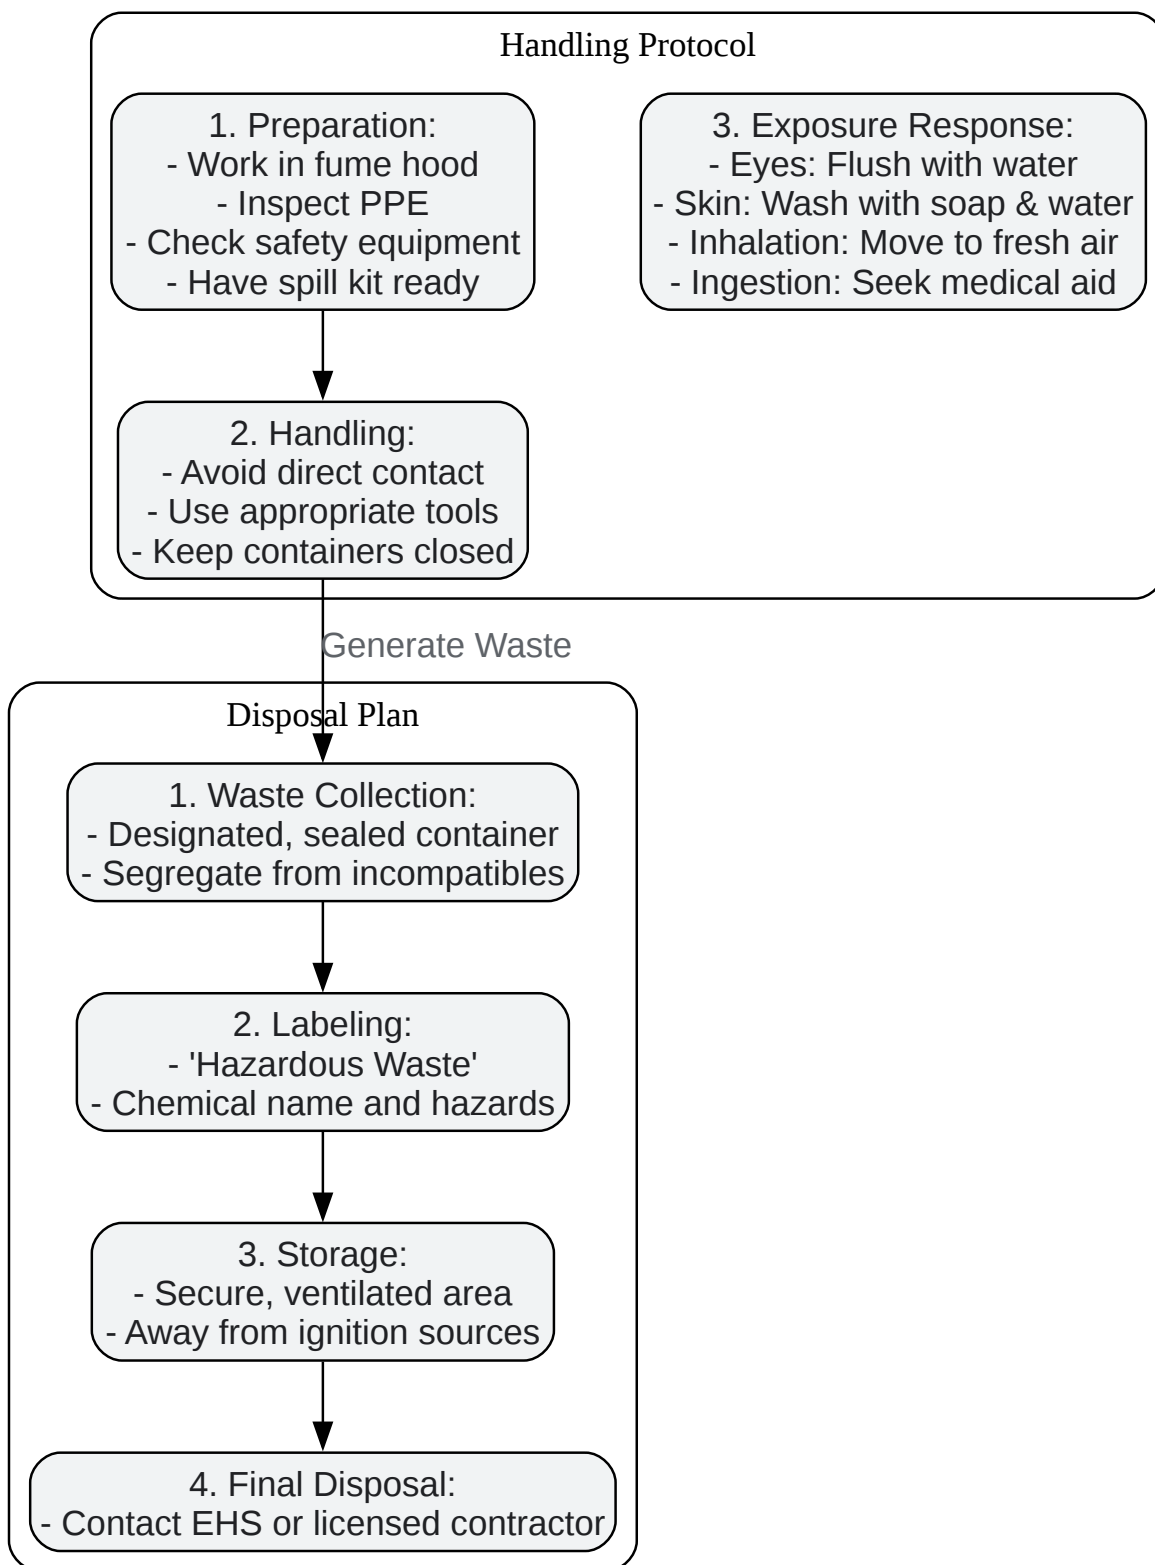 Handling Protocol
1. Preparation:
- Work in fume hood
- Inspect PPE
- Check safety equipment
- Have spill kit ready
3. Exposure Response:
- Eyes: Flush with water
- Skin: Wash with soap & water
- Inhalation: Move to fresh air
- Ingestion: Seek medical aid
2. Handling:
- Avoid direct contact
- Use appropriate tools
- Keep containers closed
Generate Waste
Disposal Plan
1. Waste Collection:
- Designated, sealed container
- Segregate from incompatibles
2. Labeling:
- 'Hazardous Waste'
- Chemical name and hazards
3. Storage:
- Secure, ventilated area
- Away from ignition sources
4. Final Disposal:
- Contact EHS or licensed contractor